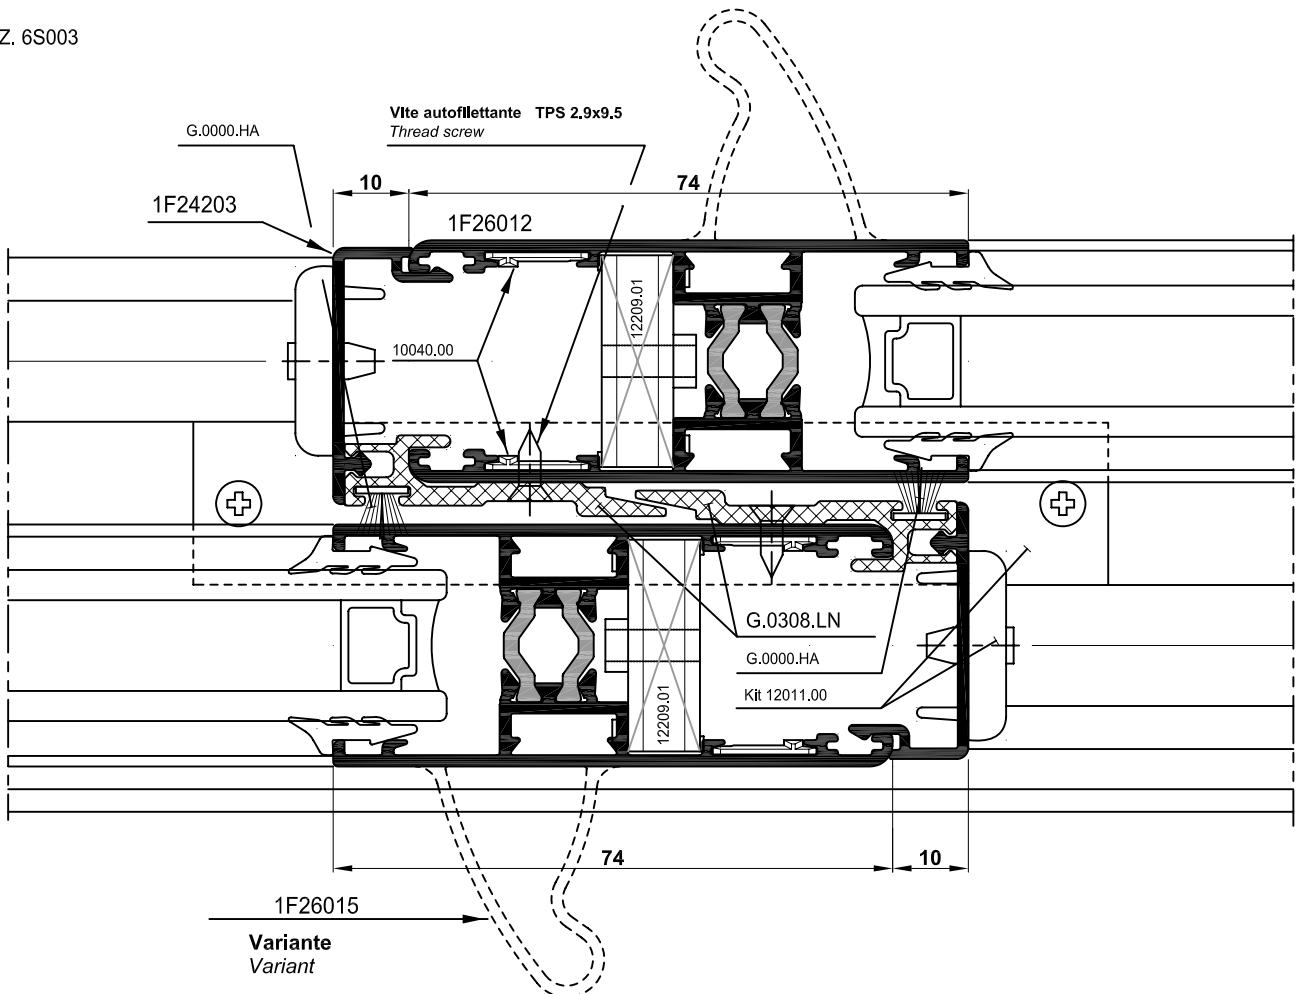 Z. 6S003
Vite autofilettante TPS 2.9x9.5
Thread screw
G.0000.HA
10
74
1F24203
1F26012
12209.01
10040.00
G.0308.LN
G.0000.HA
Kit 12011.00
12209.01
74
10
1F26015
Variante
Variant